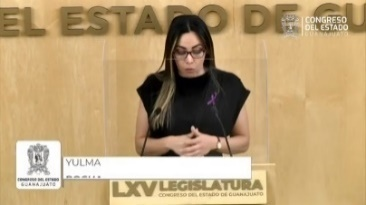 EL ESTADO DE GUA
CONGRESO
DEL ESTADO
GUANAJUATO
CONGRESO DEL ESTADO
GUANAJUATO
YULMA
LXV LEGISLATURA
CONGRESO DEL ESTADO DE GUANAJUATO